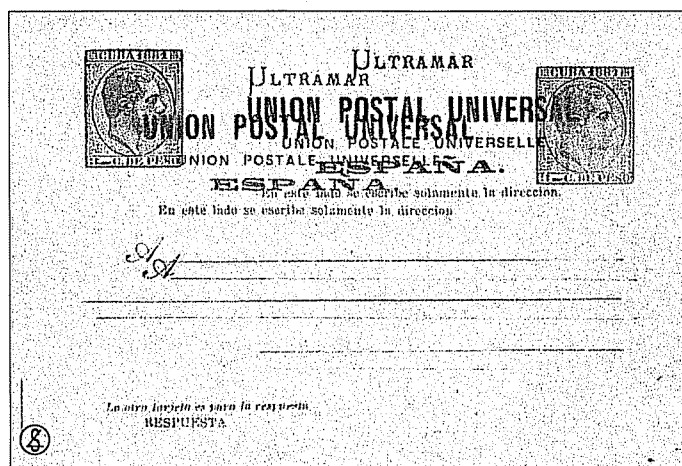 ULTRAMAR
ULTRAMAR
UNION POSTAL UNIVERSAL
UNION POSTAL UNIVERSAL
UNION POSTALE UNIVERSELLE
UNION POSTALE UNIVERSELLE
ESPAÑA.
ESPAÑA
En este lado se escribe solamente la direccion.
En este lado se escribe solamente la direccion
A
A
La otra tarjeta es para la respuesta.
RESPUESTA